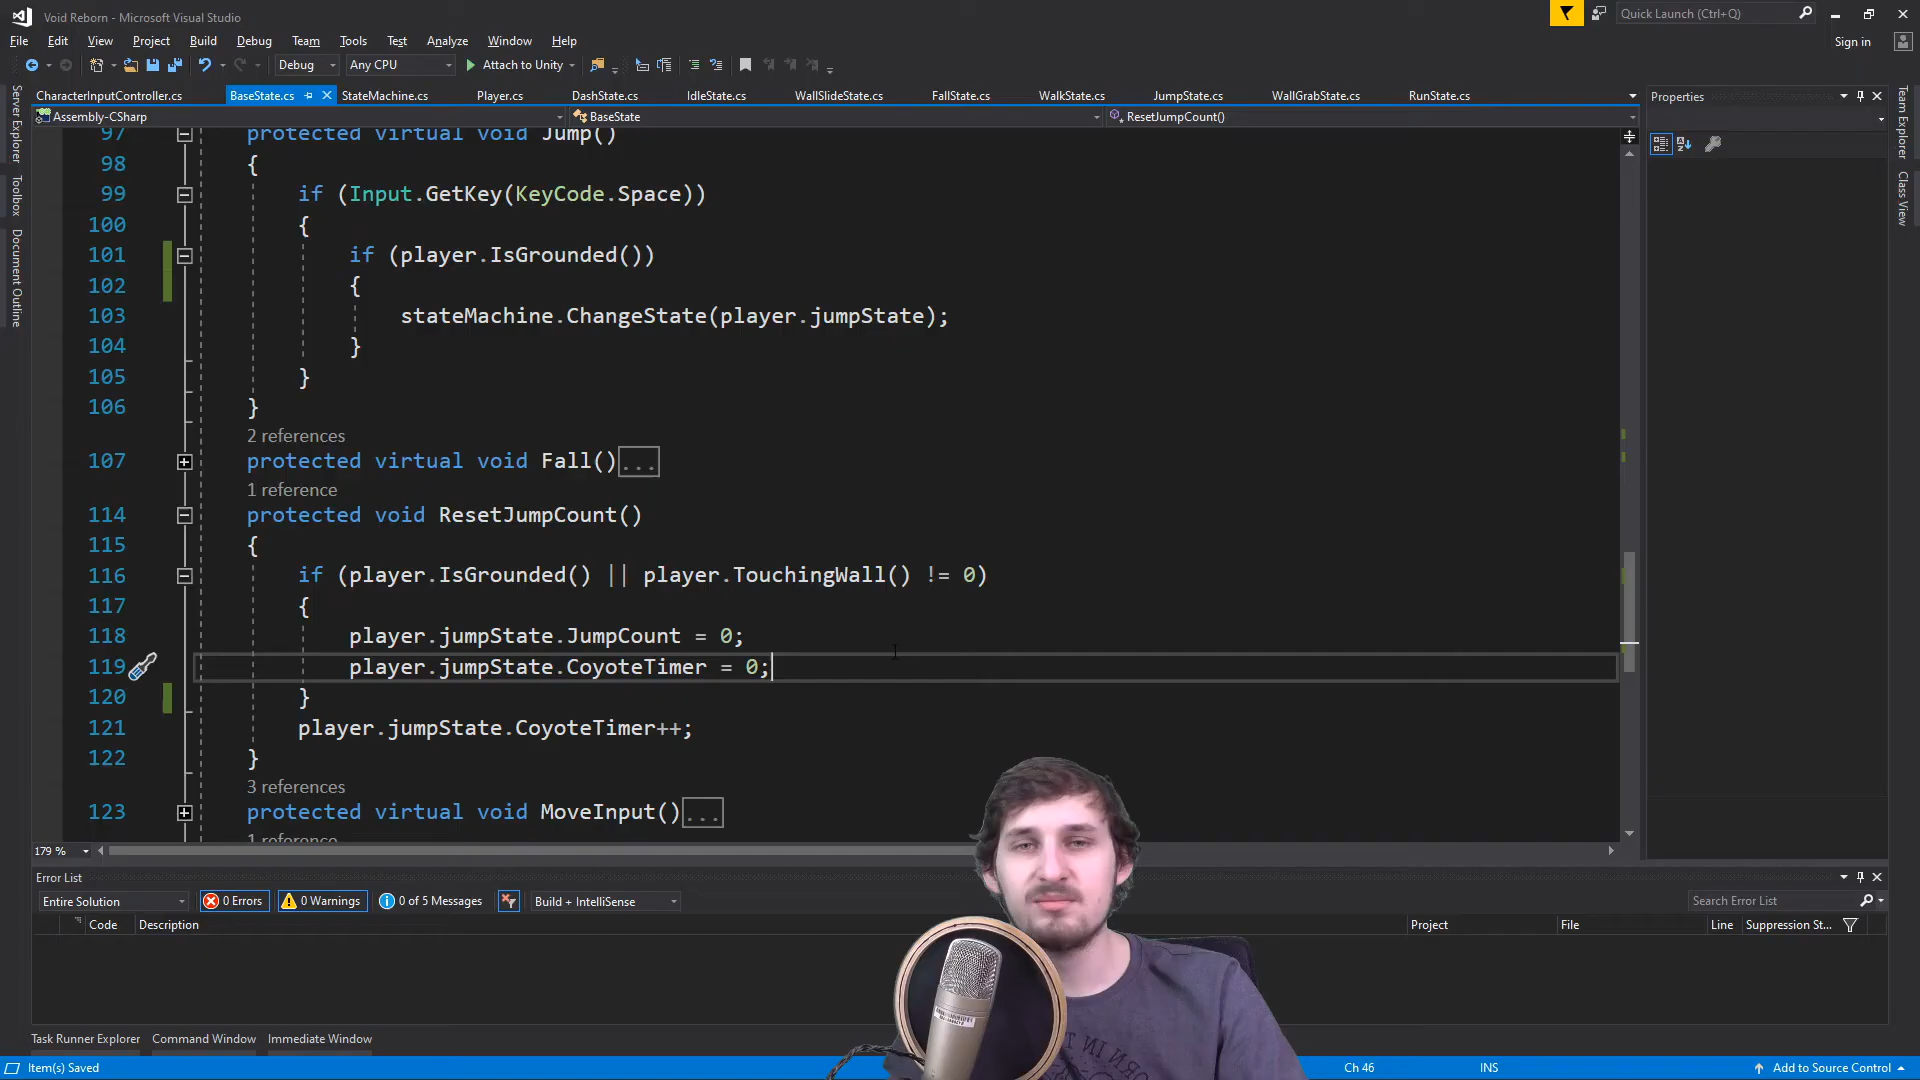 Void Reborn - Microsoft Visual Studio
Quick Launch (Ctrl+Q)
File Edit View Project Build Debug Team Tools Test Analyze Window Help
Sign in
Debug Any CPU Attach to Unity
CharacterInputController.cs BaseState.cs StateMachine.cs Player.cs DashState.cs IdleState.cs WallSlideState.cs FallState.cs WalkState.cs JumpState.cs WallGrabState.cs RunState.cs
Properties
Assembly-CSharp BaseState ResetJumpCount()
Server Explorer
Toolbox
Document Outline
Team Explorer
Class View
97 protected virtual void Jump()
98 {
99 if (Input.GetKey(KeyCode.Space))
100 {
101 if (player.IsGrounded())
102 {
103 stateMachine.ChangeState(player.jumpState);
104 }
105 }
106 }
2 references
107 protected virtual void Fall()...
1 reference
114 protected void ResetJumpCount()
115 {
116 if (player.IsGrounded() || player.TouchingWall() != 0)
117 {
118 player.jumpState.JumpCount = 0;
119 player.jumpState.CoyoteTimer = 0;
120 }
121 player.jumpState.CoyoteTimer++;
122 }
3 references
123 protected virtual void MoveInput()...
1 reference
179 %
Error List
Entire Solution 0 Errors 0 Warnings 0 of 5 Messages Build + IntelliSense Search Error List
Code Description Project File Line Suppression St...
Task Runner Explorer Command Window Immediate Window
Item(s) Saved Ch 46 INS Add to Source Control